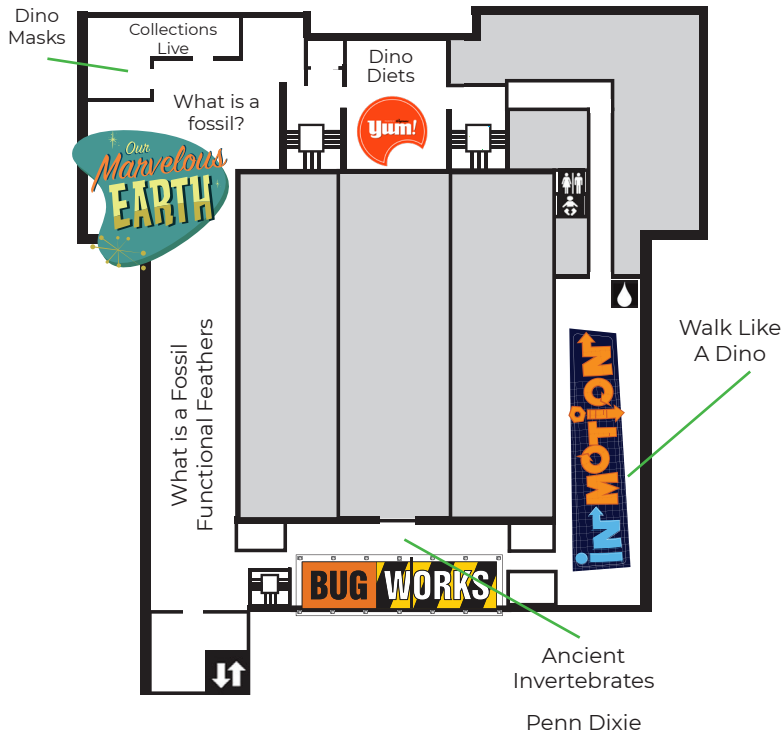 Dino
Masks
Collections
Live
Dino
Diets
What is a
fossil?
Yum!
Our
Marvelous
EARTH
What is a Fossil
Functional Feathers
Walk Like
A Dino
iN MOTION
BUG WORKS
Ancient
Invertebrates
Penn Dixie